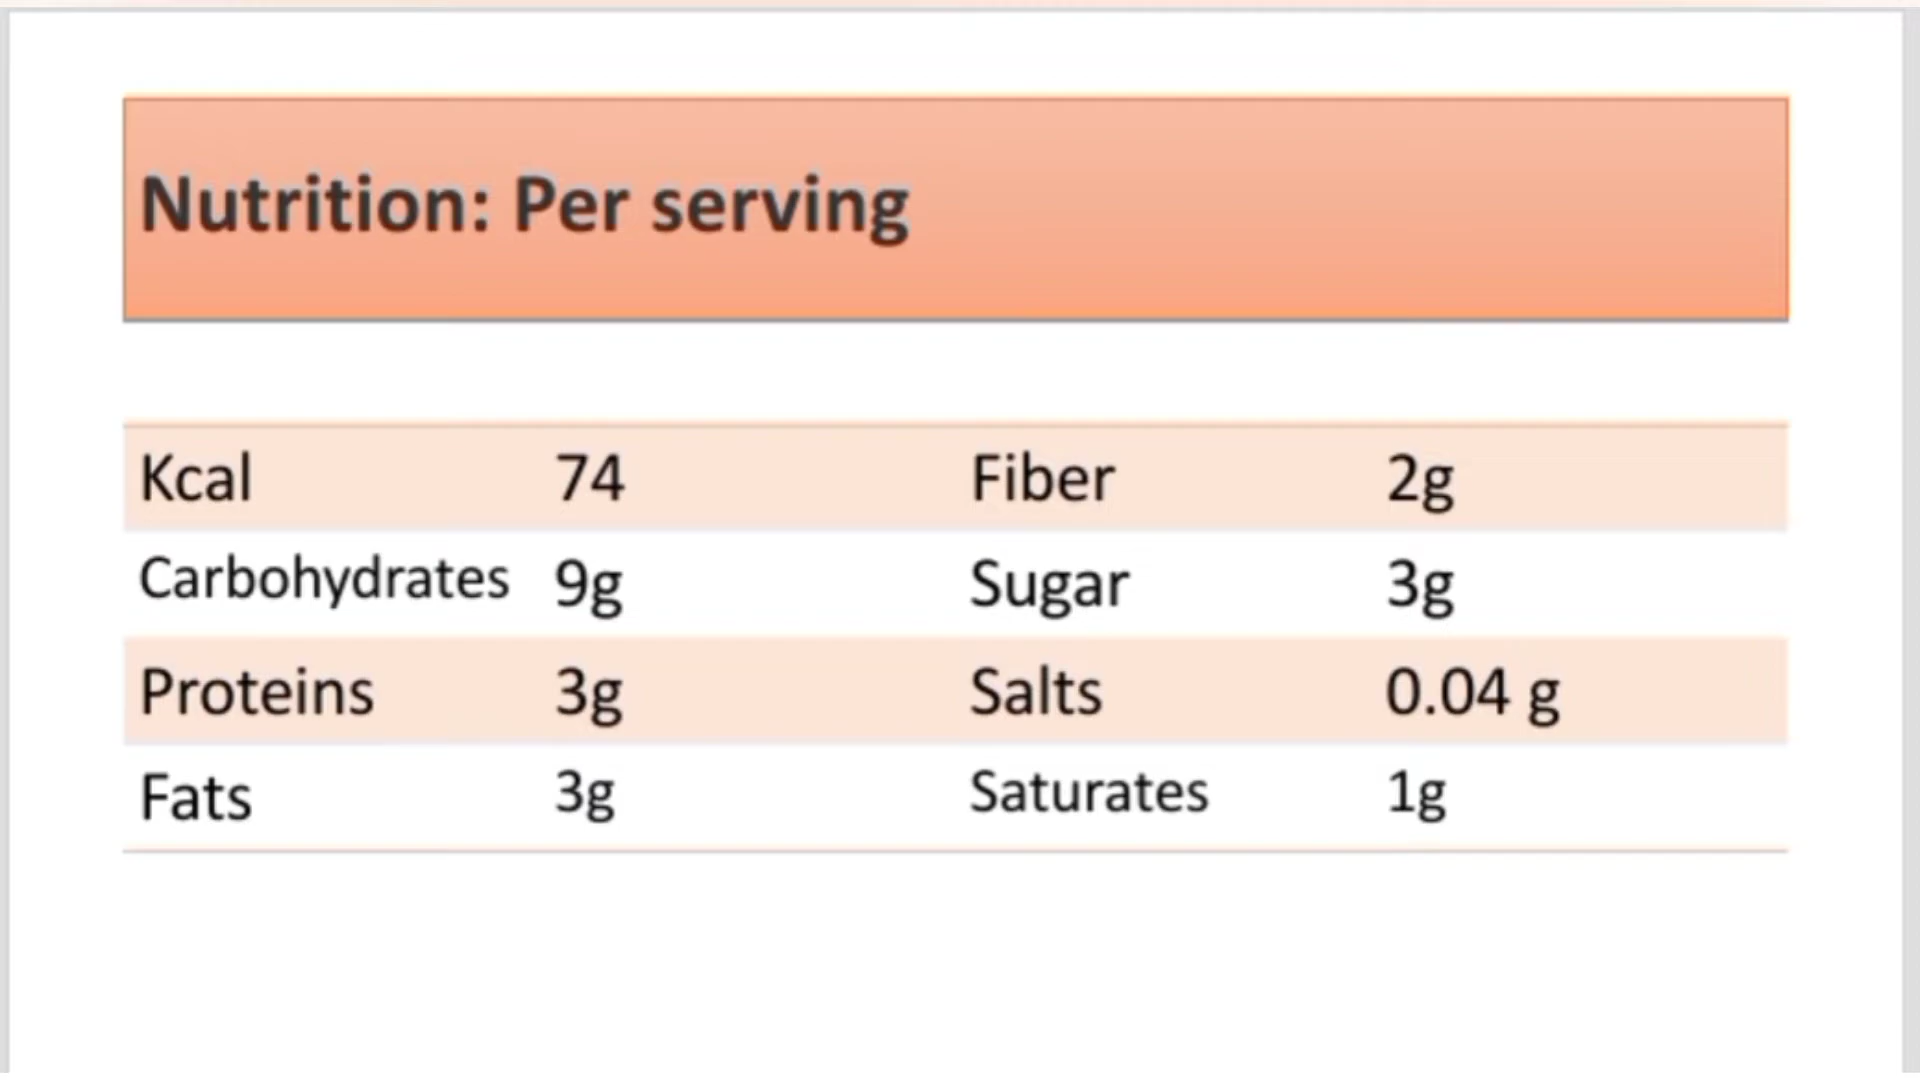 Nutrition: Per serving
Kcal 74 Fiber 2g
Carbohydrates 9g Sugar 3g
Proteins 3g Salts 0.04 g
Fats 3g Saturates 1g